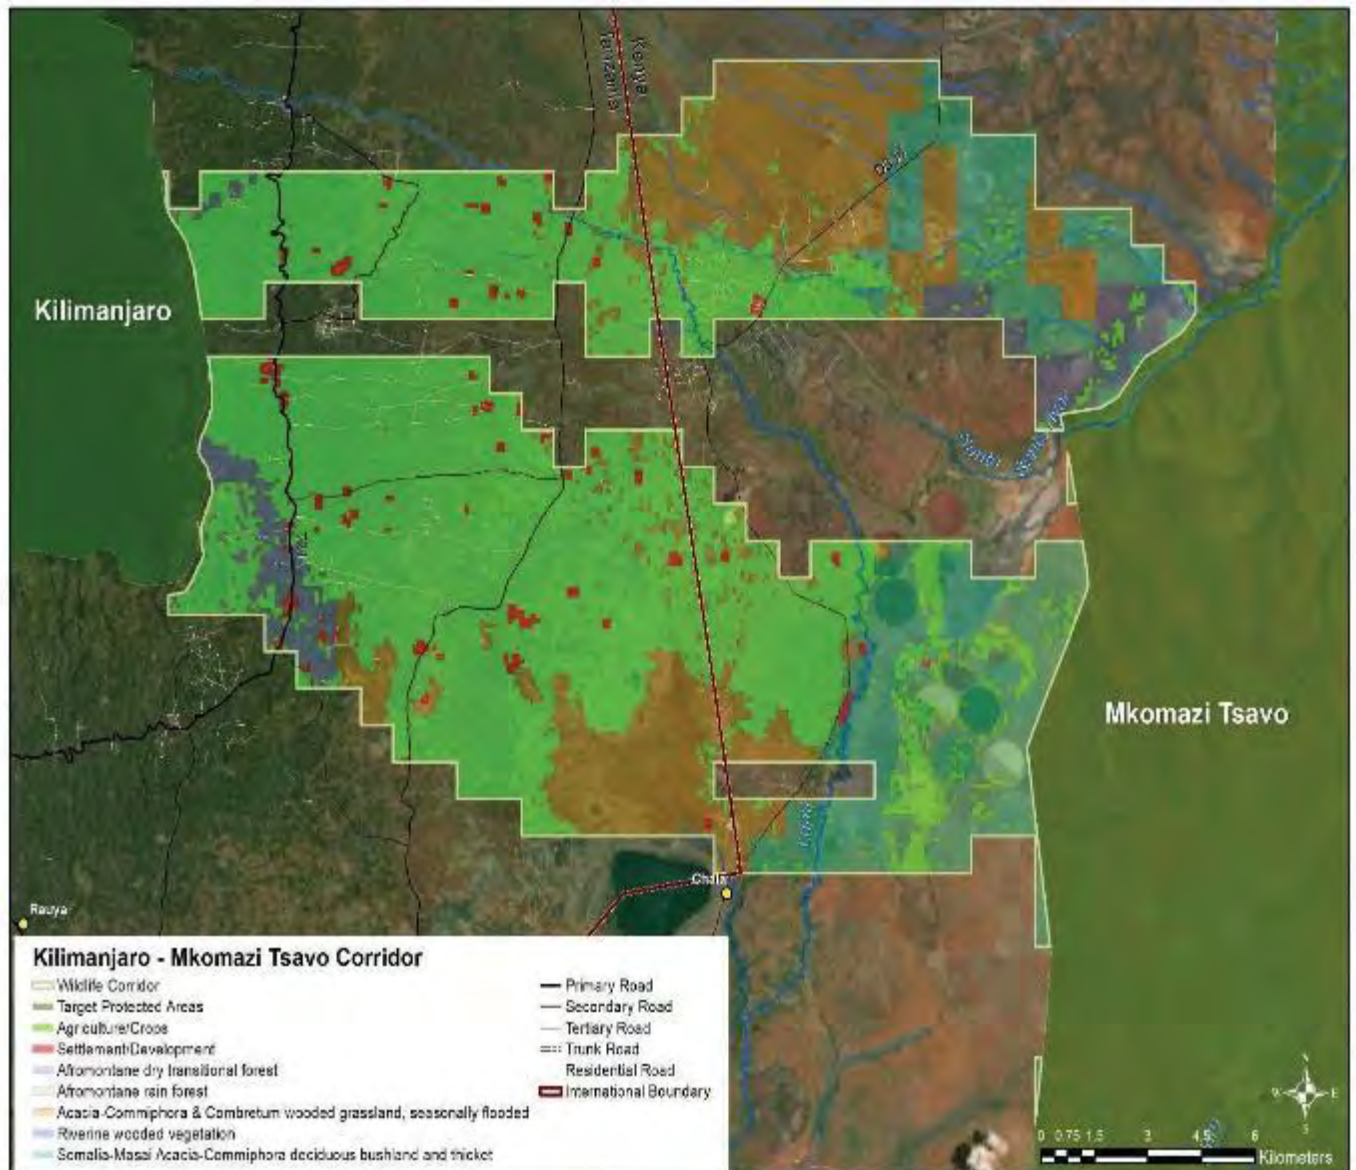 Kenya
Tanzania
Kilimanjaro
Mkomazi Tsavo
Chala
Rauya
Kilimanjaro - Mkomazi Tsavo Corridor
Wildlife Corridor
Target Protected Areas
Agriculture/Crops
Settlement/Development
Afromontane dry transitional forest
Afromontane rain forest
Acacia-Commiphora & Combretum wooded grassland, seasonally flooded
Riverine wooded vegetation
Somalia-Masai Acacia-Commiphora deciduous bushland and thicket
Primary Road
Secondary Road
Tertiary Road
Trunk Road
Residential Road
International Boundary
N
E
S
0 0.75 1.5 3 4.5 6
Kilometers